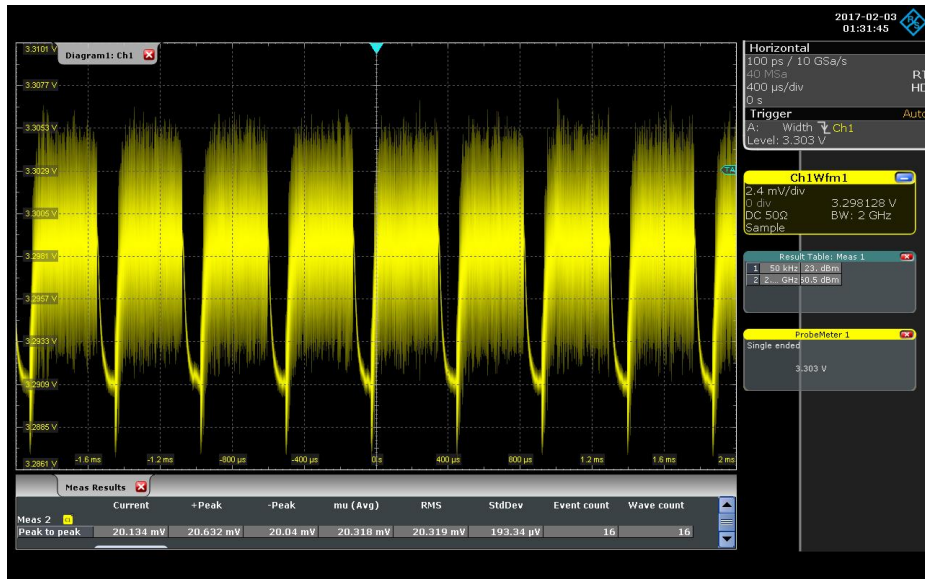 2017-02-03
01:31:45
3.3101 V
Diagram1: Ch1
3.3077 V
3.3053 V
3.3029 V
3.3005 V
3.2981 V
3.2957 V
3.2933 V
3.2909 V
3.2885 V
3.2861 V
-1.6 ms -1.2 ms -800 µs -400 µs 0 s 400 µs 800 µs 1.2 ms 1.6 ms 2 ms
TA
Horizontal
100 ps / 10 GSa/s
40 MSa RT
400 µs/div HD
0 s
Trigger Auto
A: Width Ch1
Level: 3.303 V
Ch1Wfm1
2.4 mV/div
0 div 3.298128 V
DC 50Ω BW: 2 GHz
Sample
Result Table: Meas 1
1 50 kHz 23. dBm
2 2.... GHz
ProbeMeter 1
Single ended
3.303 V
Meas Results
Current +Peak -Peak mu (Avg) RMS StdDev Event count Wave count
Meas 2 C1
Peak to peak 20.134 mV 20.632 mV 20.04 mV 20.318 mV 20.319 mV 193.34 µV 16 16